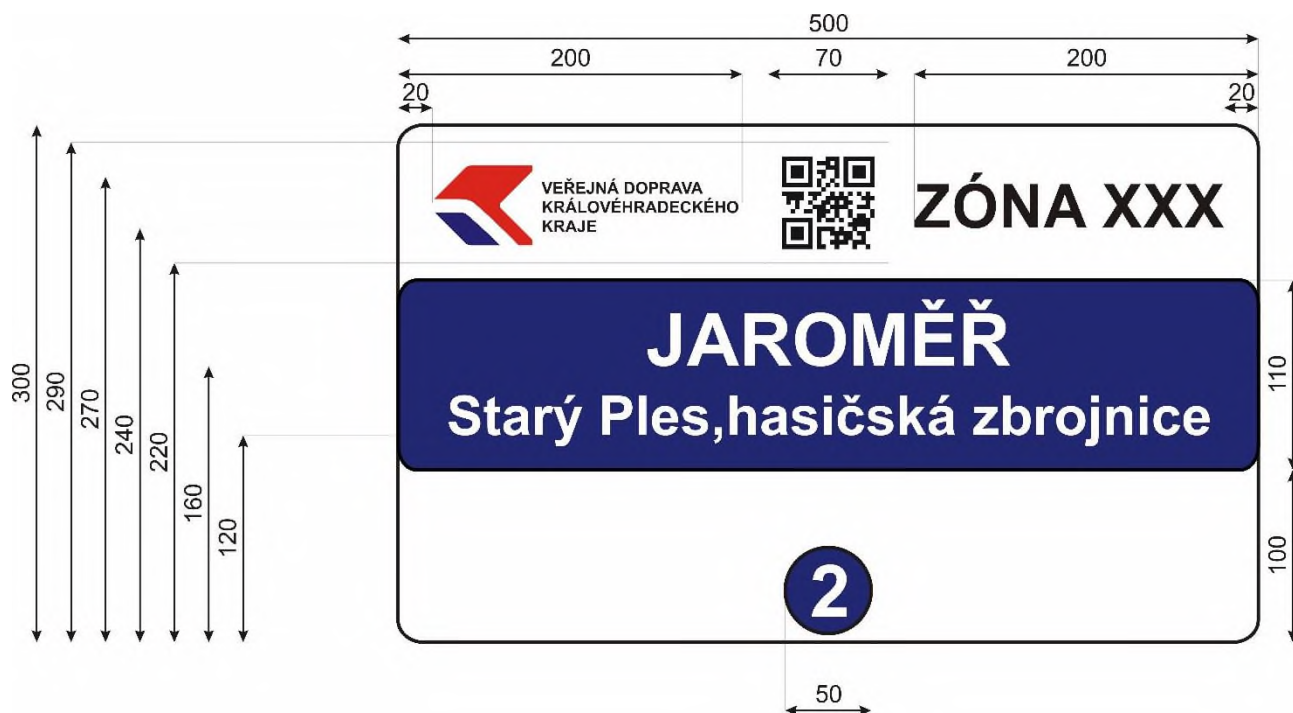 500
200 70 200
20 20
VEŘEJNÁ DOPRAVA
KRÁLOVÉHRADECKÉHO
KRAJE
ZÓNA XXX
JAROMĚŘ
Starý Ples,hasičská zbrojnice
2
300
290
270
240
220
160
120
110
100
50